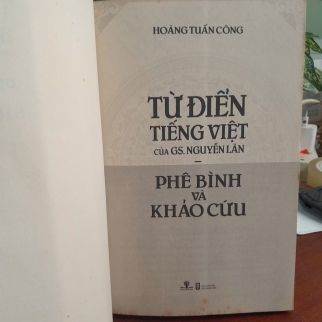 HOÀNG TUẤN CÔNG
TỪ ĐIỂN
TIẾNG VIỆT
CỦA GS. NGUYỄN LÂN
–
PHÊ BÌNH
VÀ
KHẢO CỨU